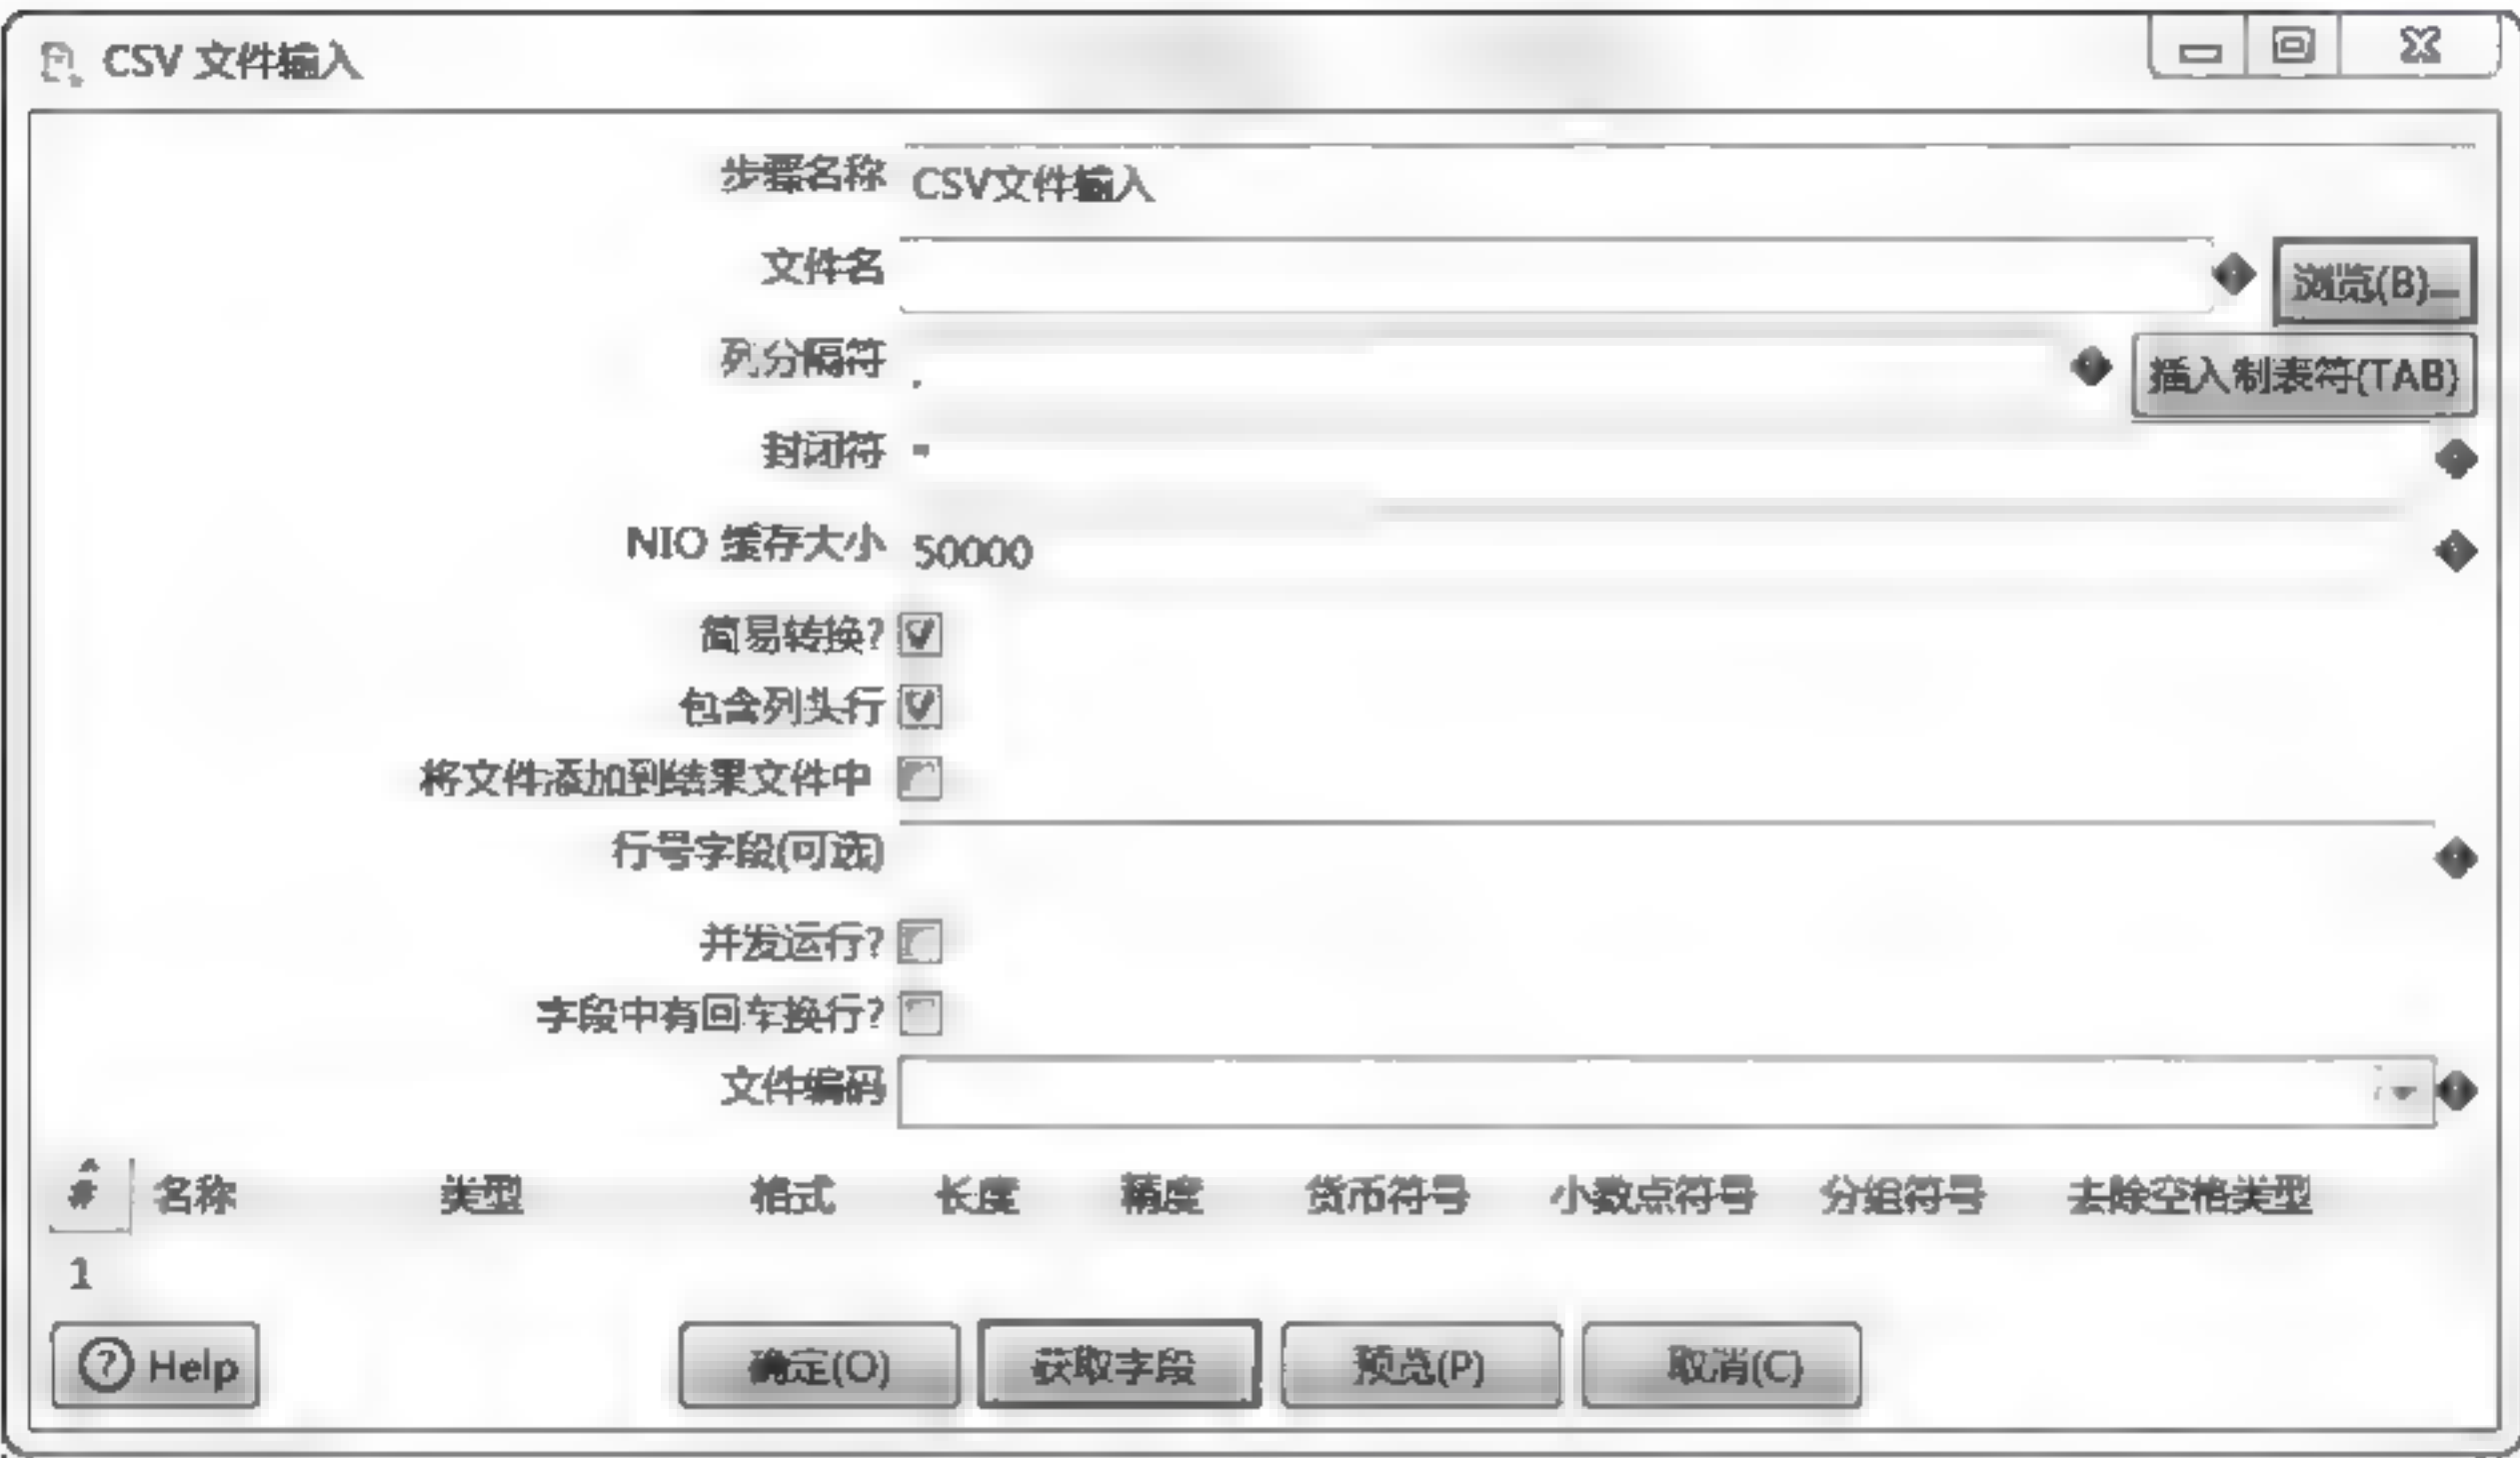 CSV 文件输入
步骤名称 CSV文件输入
文件名 浏览(B)...
列分隔符 , 插入制表符(TAB)
封闭符 "
NIO 缓存大小 50000
简易转换?
包含列头行
将文件添加到结果文件中
行号字段(可选)
并发运行?
字段中有回车换行?
文件编码
# 名称 类型 格式 长度 精度 货币符号 小数点符号 分组符号 去除空格类型
1
Help 确定(O) 获取字段 预览(P) 取消(C)